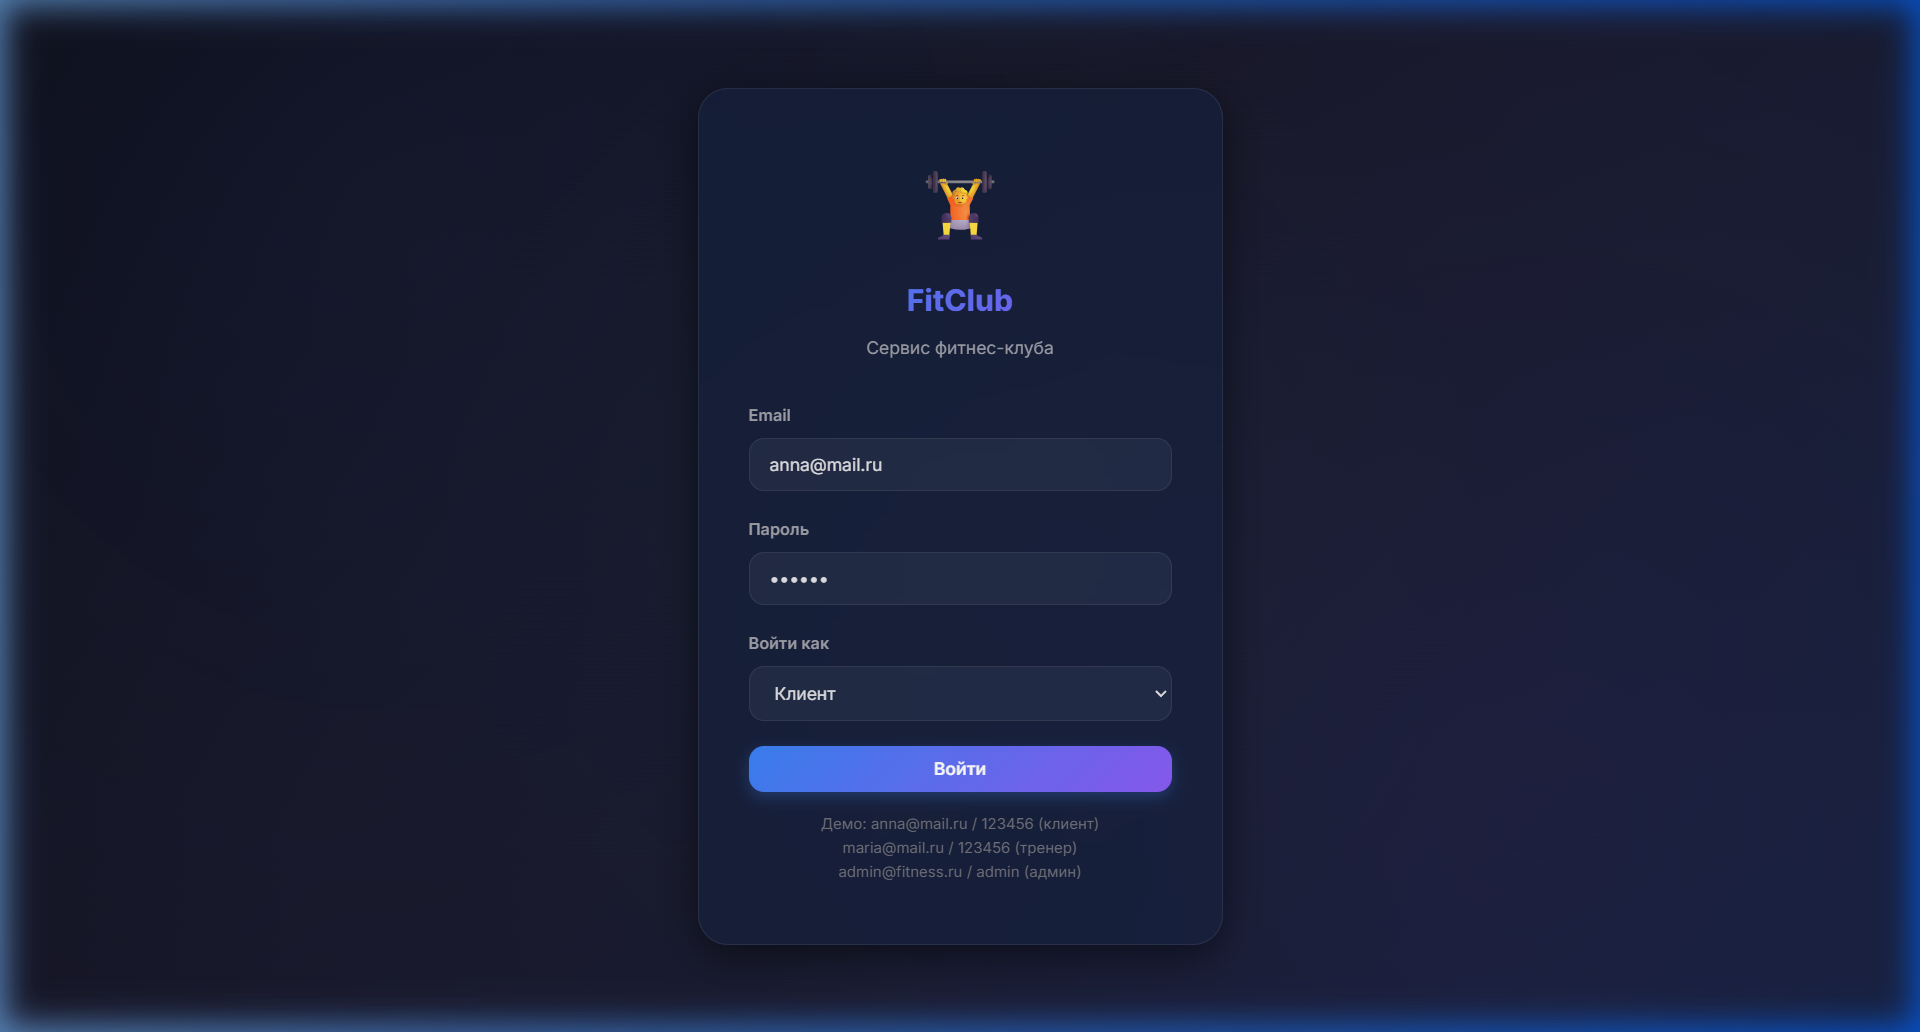 FitClub
Сервис фитнес-клуба
Email
anna@mail.ru
Пароль
••••••
Войти как
Клиент
Войти
Демо: anna@mail.ru / 123456 (клиент)
maria@mail.ru / 123456 (тренер)
admin@fitness.ru / admin (админ)